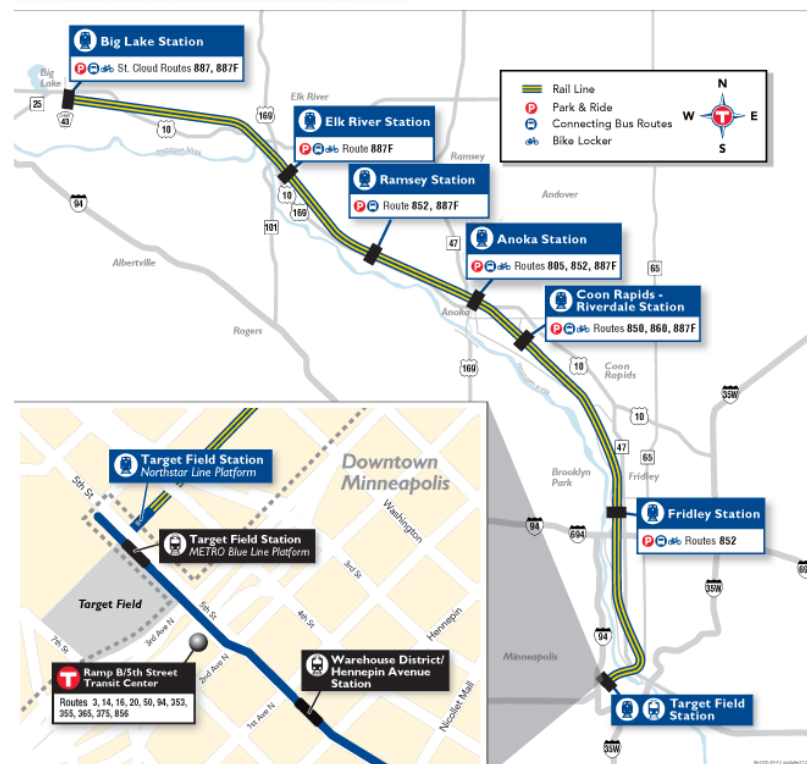 Big Lake Station
P St. Cloud Routes 887, 887F
Big
Lake
25
CSAH
43
10
Elk River
169
Elk River Station
P Route 887F
Rail Line
P Park & Ride
Connecting Bus Routes
Bike Locker
N
W T E
S
Ramsey
Ramsey Station
P Route 852, 887F
10
169
94
101
Andover
47
Anoka Station
P Routes 805, 852, 887F
65
Albertville
Coon Rapids -
Riverdale Station
P Routes 850, 860, 887F
Anoka
Rogers
169
10
Coon
Rapids
35W
10
47
65
Brooklyn
Park
Fridley
Fridley Station
P Routes 852
94
694
35W
94
Minneapolis
Target Field
Station
35W
Target Field Station
Northstar Line Platform
Downtown
Minneapolis
5th St.
Washington
Target Field Station
METRO Blue Line Platform
3rd St
Target Field
5th St
4th St
Hennepin
7th St
3rd Ave N
2nd Ave N
T Ramp B/5th Street
Transit Center
Routes 3, 14, 16, 20, 50, 94, 353,
355, 365, 375, 856
Warehouse District/
Hennepin Avenue
Station
1st Ave N
Nicollet Mall